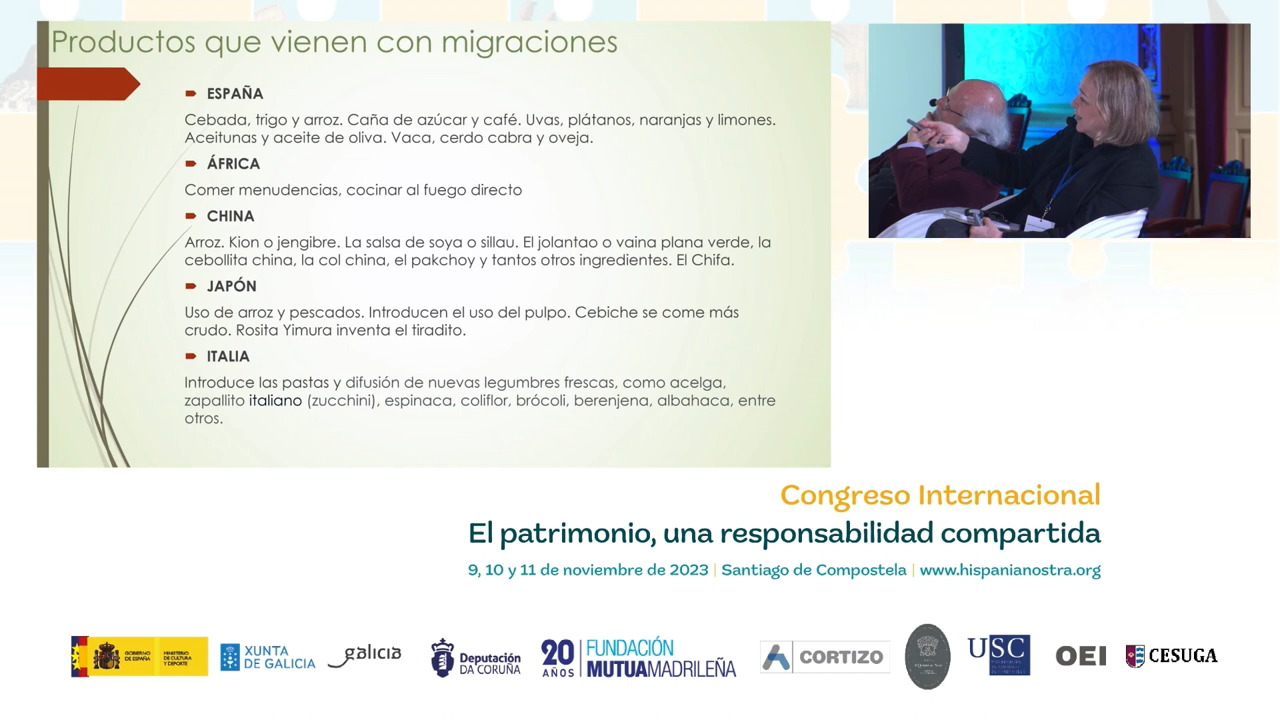 Productos que vienen con migraciones
ESPAÑA
Cebada, trigo y arroz. Caña de azúcar y café. Uvas, plátanos, naranjas y limones.
Aceitunas y aceite de oliva. Vaca, cerdo cabra y oveja.
ÁFRICA
Comer menudencias, cocinar al fuego directo
CHINA
Arroz. Kion o jengibre. La salsa de soya o sillau. El jolantao o vaina plana verde, la
cebollita china, la col china, el pakchoy y tantos otros ingredientes. El Chifa.
JAPÓN
Uso de arroz y pescados. Introducen el uso del pulpo. Cebiche se come más
crudo. Rosita Yimura inventa el tiradito.
ITALIA
Introduce las pastas y difusión de nuevas legumbres frescas, como acelga,
zapallito italiano (zucchini), espinaca, coliflor, brócoli, berenjena, albahaca, entre
otros.
Congreso Internacional
El patrimonio, una responsabilidad compartida
9, 10 y 11 de noviembre de 2023 | Santiago de Compostela | www.hispanianostra.org
GOBIERNO
DE ESPAÑA
MINISTERIO
DE CULTURA
Y DEPORTE
XUNTA
DE GALICIA
galicia
Deputación
DA CORUÑA
20
AÑOS
FUNDACIÓN
MUTUAMADRILEÑA
CORTIZO
USC
OEI
CESUGA